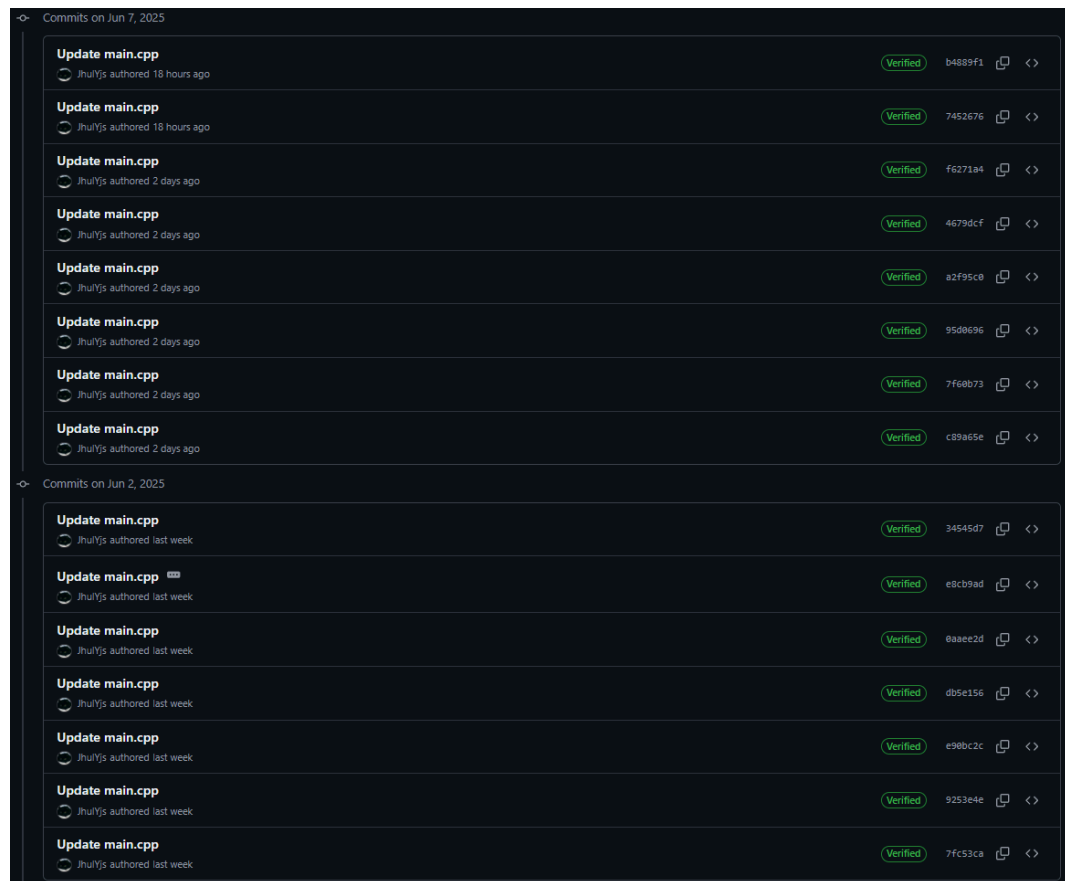 Commits on Jun 7, 2025
Update main.cpp
JhulYjs authored 18 hours ago
Verified b4889f1
Update main.cpp
JhulYjs authored 18 hours ago
Verified 7452676
Update main.cpp
JhulYjs authored 2 days ago
Verified f6271a4
Update main.cpp
JhulYjs authored 2 days ago
Verified 4679dcf
Update main.cpp
JhulYjs authored 2 days ago
Verified a2f95c0
Update main.cpp
JhulYjs authored 2 days ago
Verified 95d0696
Update main.cpp
JhulYjs authored 2 days ago
Verified 7f60b73
Update main.cpp
JhulYjs authored 2 days ago
Verified c89a65e
Commits on Jun 2, 2025
Update main.cpp
JhulYjs authored last week
Verified 34545d7
Update main.cpp
JhulYjs authored last week
Verified e8cb9ad
Update main.cpp
JhulYjs authored last week
Verified 0aaee2d
Update main.cpp
JhulYjs authored last week
Verified db5e156
Update main.cpp
JhulYjs authored last week
Verified e90bc2c
Update main.cpp
JhulYjs authored last week
Verified 9253e4e
Update main.cpp
JhulYjs authored last week
Verified 7fc53ca